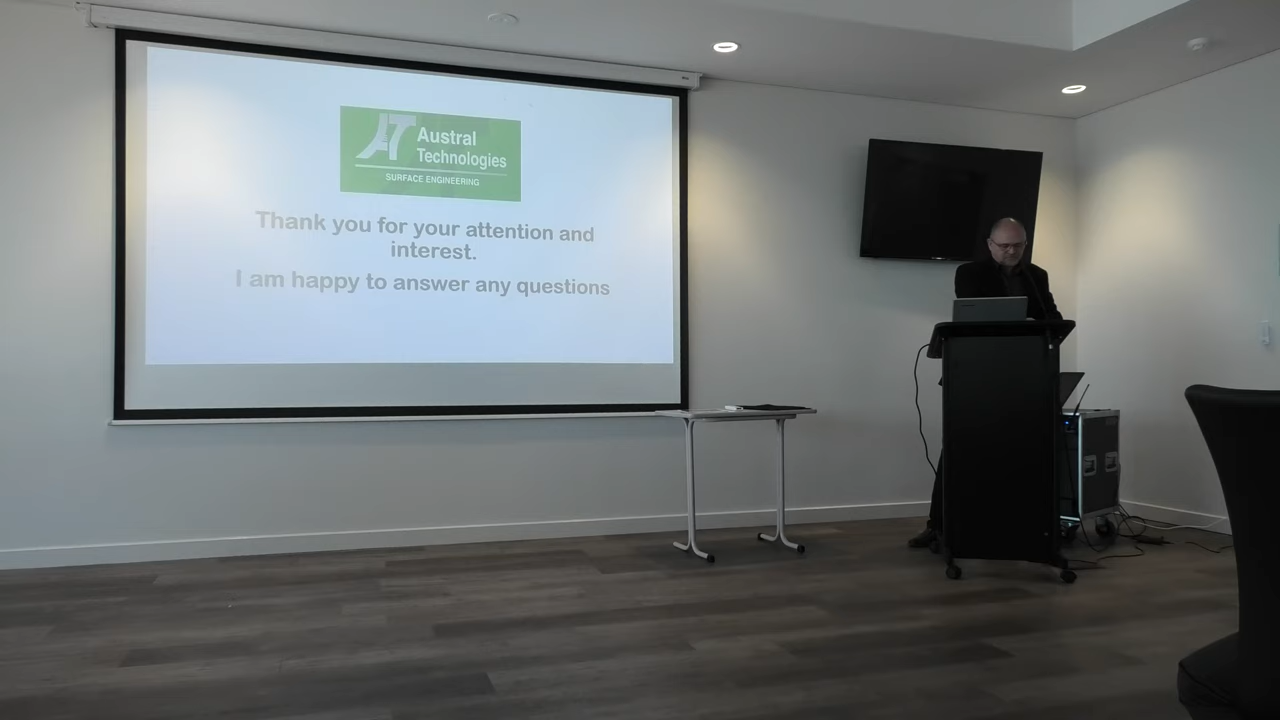 AT
Austral
Technologies
SURFACE ENGINEERING
Thank you for your attention and
interest.
I am happy to answer any questions